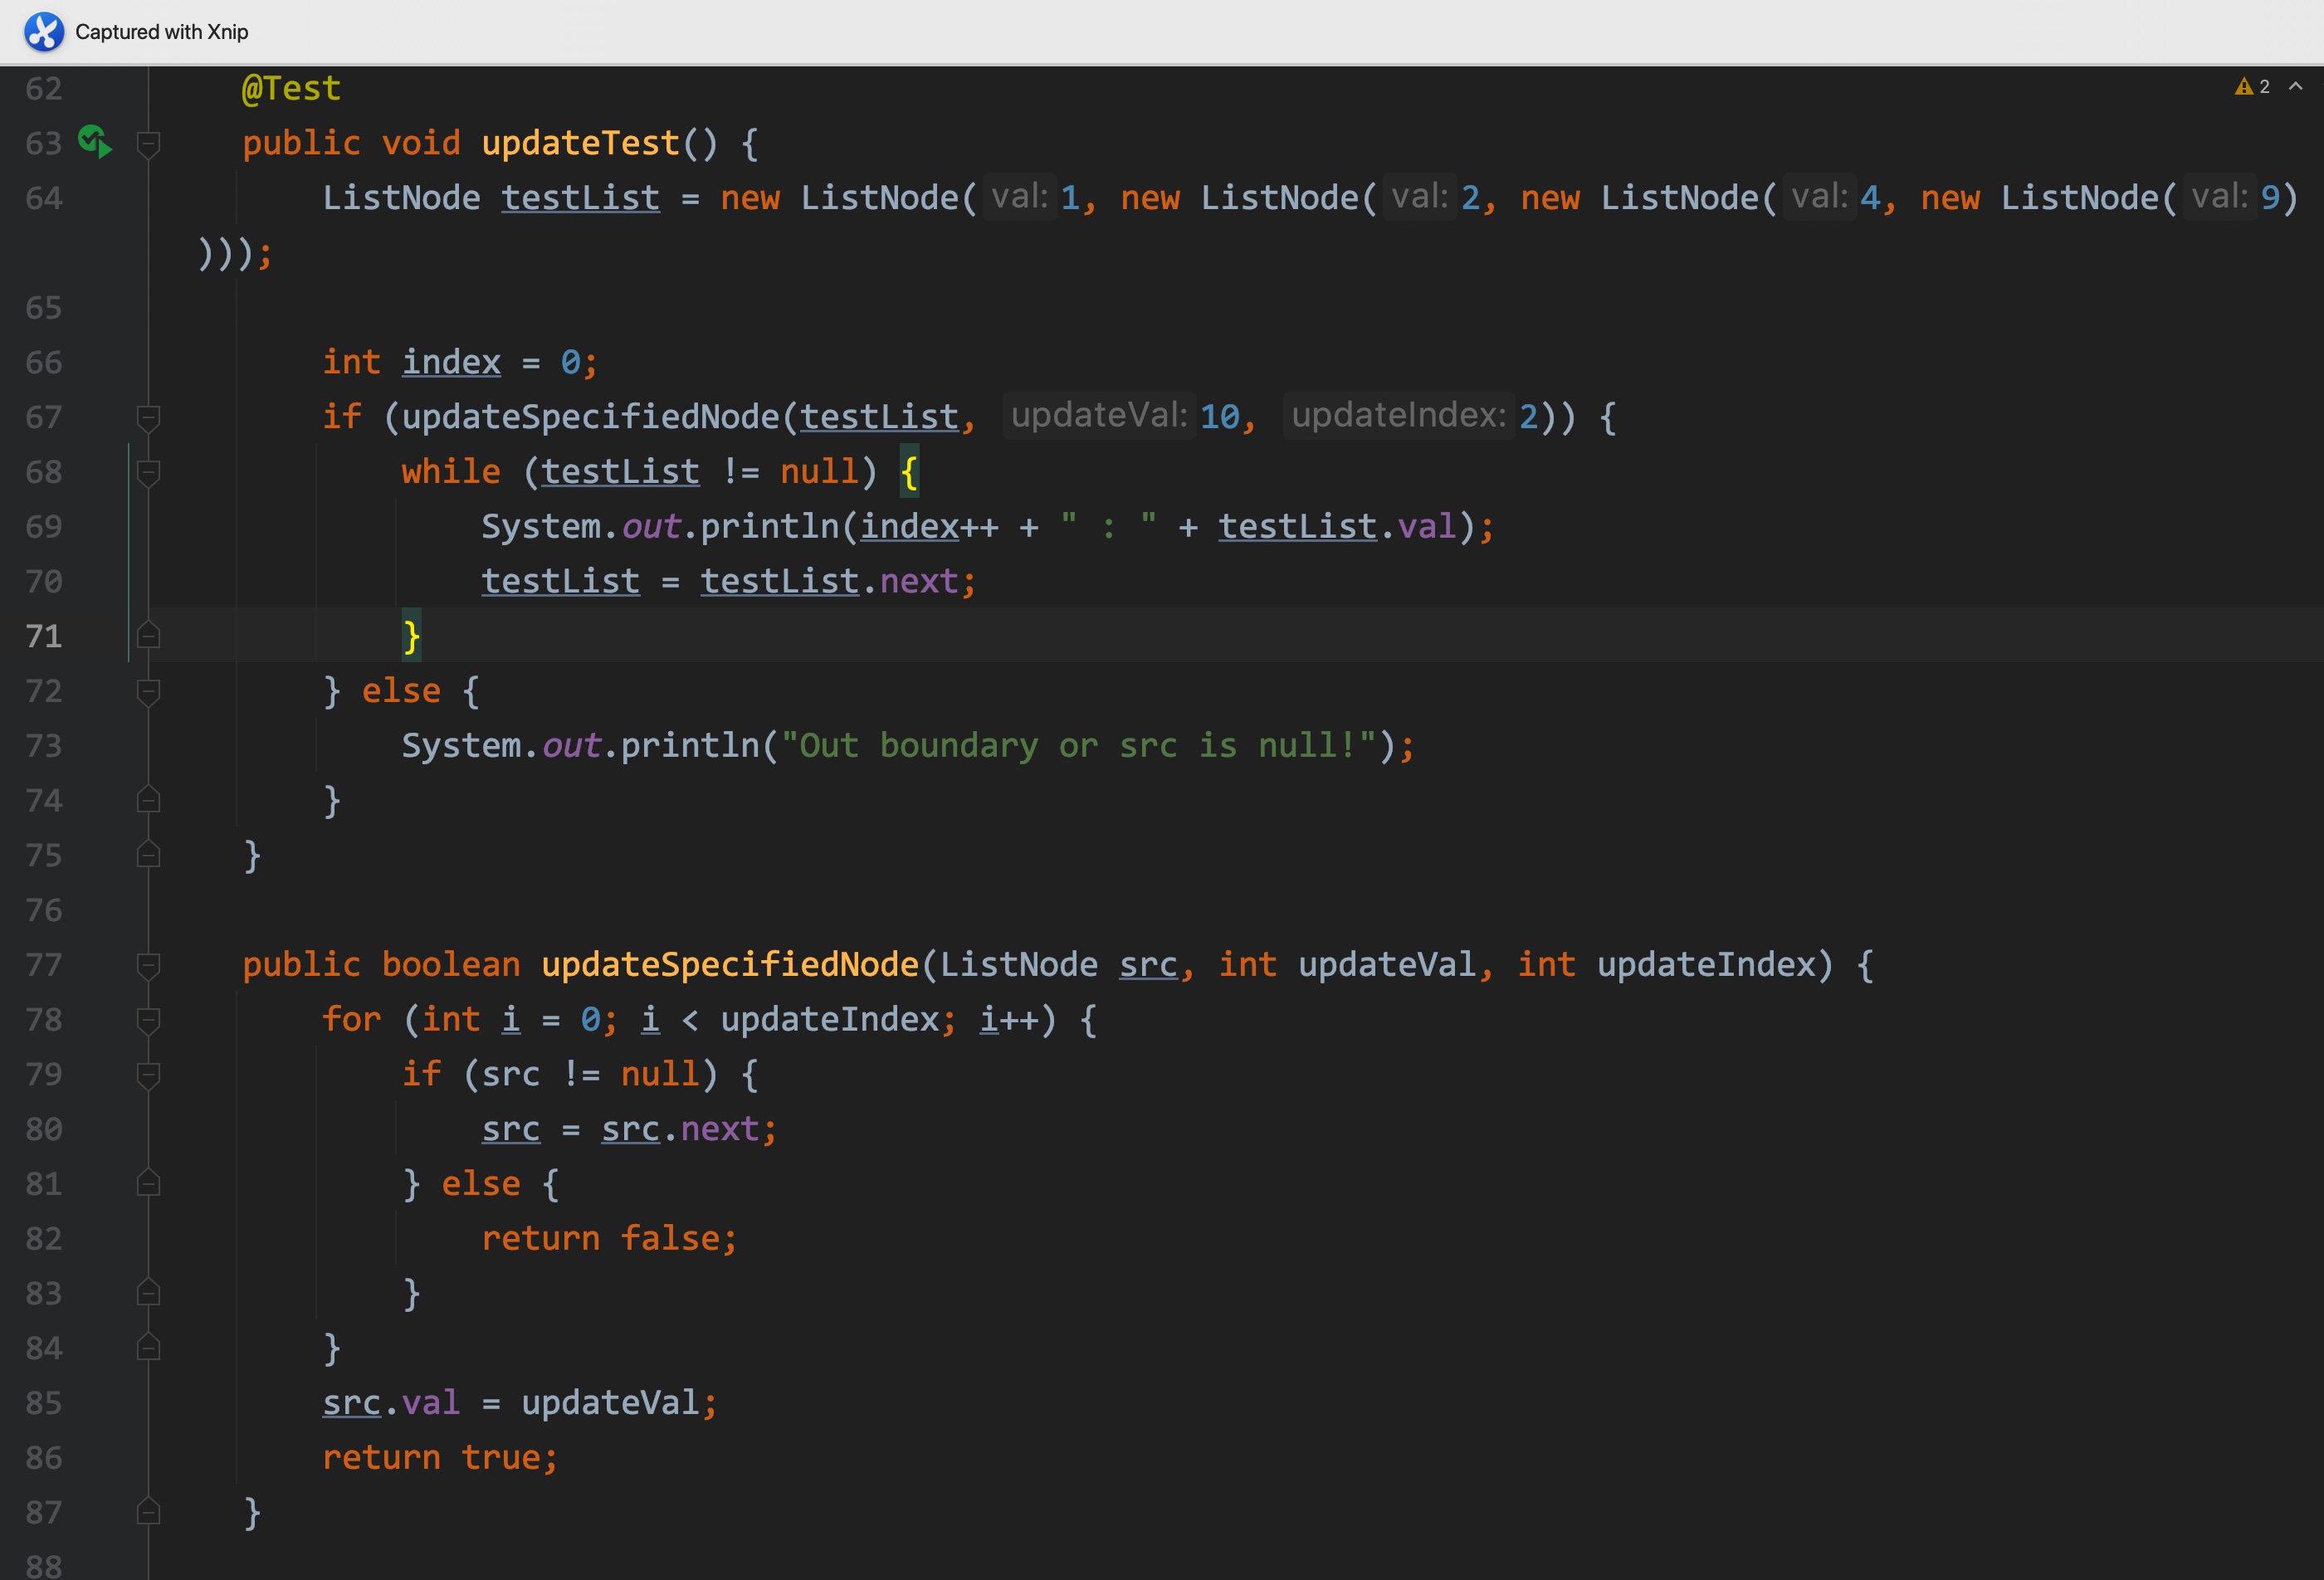 Captured with Xnip
62 @Test
2
63 public void updateTest() {
64 ListNode testList = new ListNode( val: 1, new ListNode( val: 2, new ListNode( val: 4, new ListNode( val: 9)
)));
65
66 int index = 0;
67 if (updateSpecifiedNode(testList, updateVal: 10, updateIndex: 2)) {
68 while (testList != null) {
69 System.out.println(index++ + " : " + testList.val);
70 testList = testList.next;
71 }
72 } else {
73 System.out.println("Out boundary or src is null!");
74 }
75 }
76
77 public boolean updateSpecifiedNode(ListNode src, int updateVal, int updateIndex) {
78 for (int i = 0; i < updateIndex; i++) {
79 if (src != null) {
80 src = src.next;
81 } else {
82 return false;
83 }
84 }
85 src.val = updateVal;
86 return true;
87 }
88